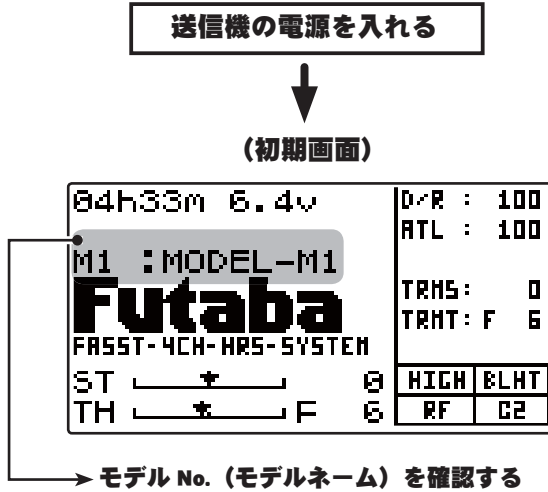 送信機の電源を入れる
(初期画面)
04h33m 6.4v
M1 :MODEL-M1
Futaba
FASST-4CH-HRS-SYSTEM
ST 0
TH F 6
D/R : 100
ATL : 100
TRMS: 0
TRMT: F 6
HIGH BLHT
RF C2
モデル No. (モデルネーム) を確認する